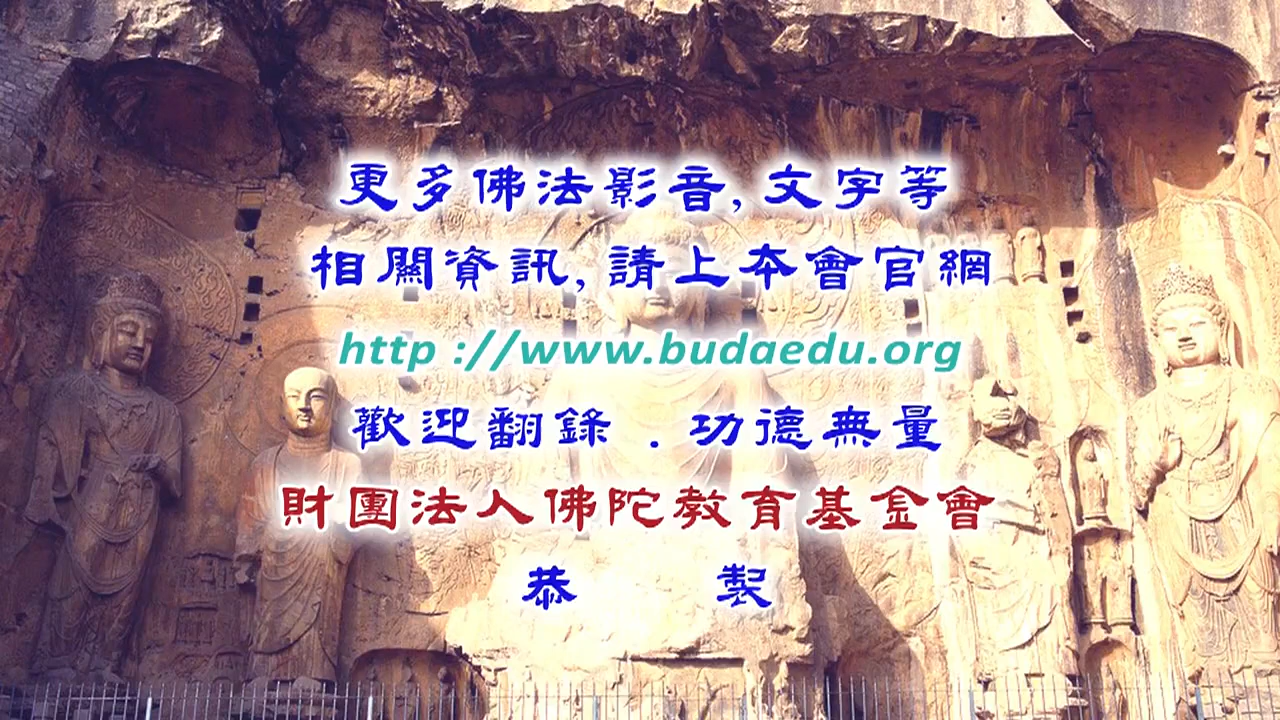 更多佛法影音,文字等
相關資訊,請上本會官網
http ://www.budaedu.org
歡迎翻錄 . 功德無量
財團法人佛陀教育基金會
恭 製